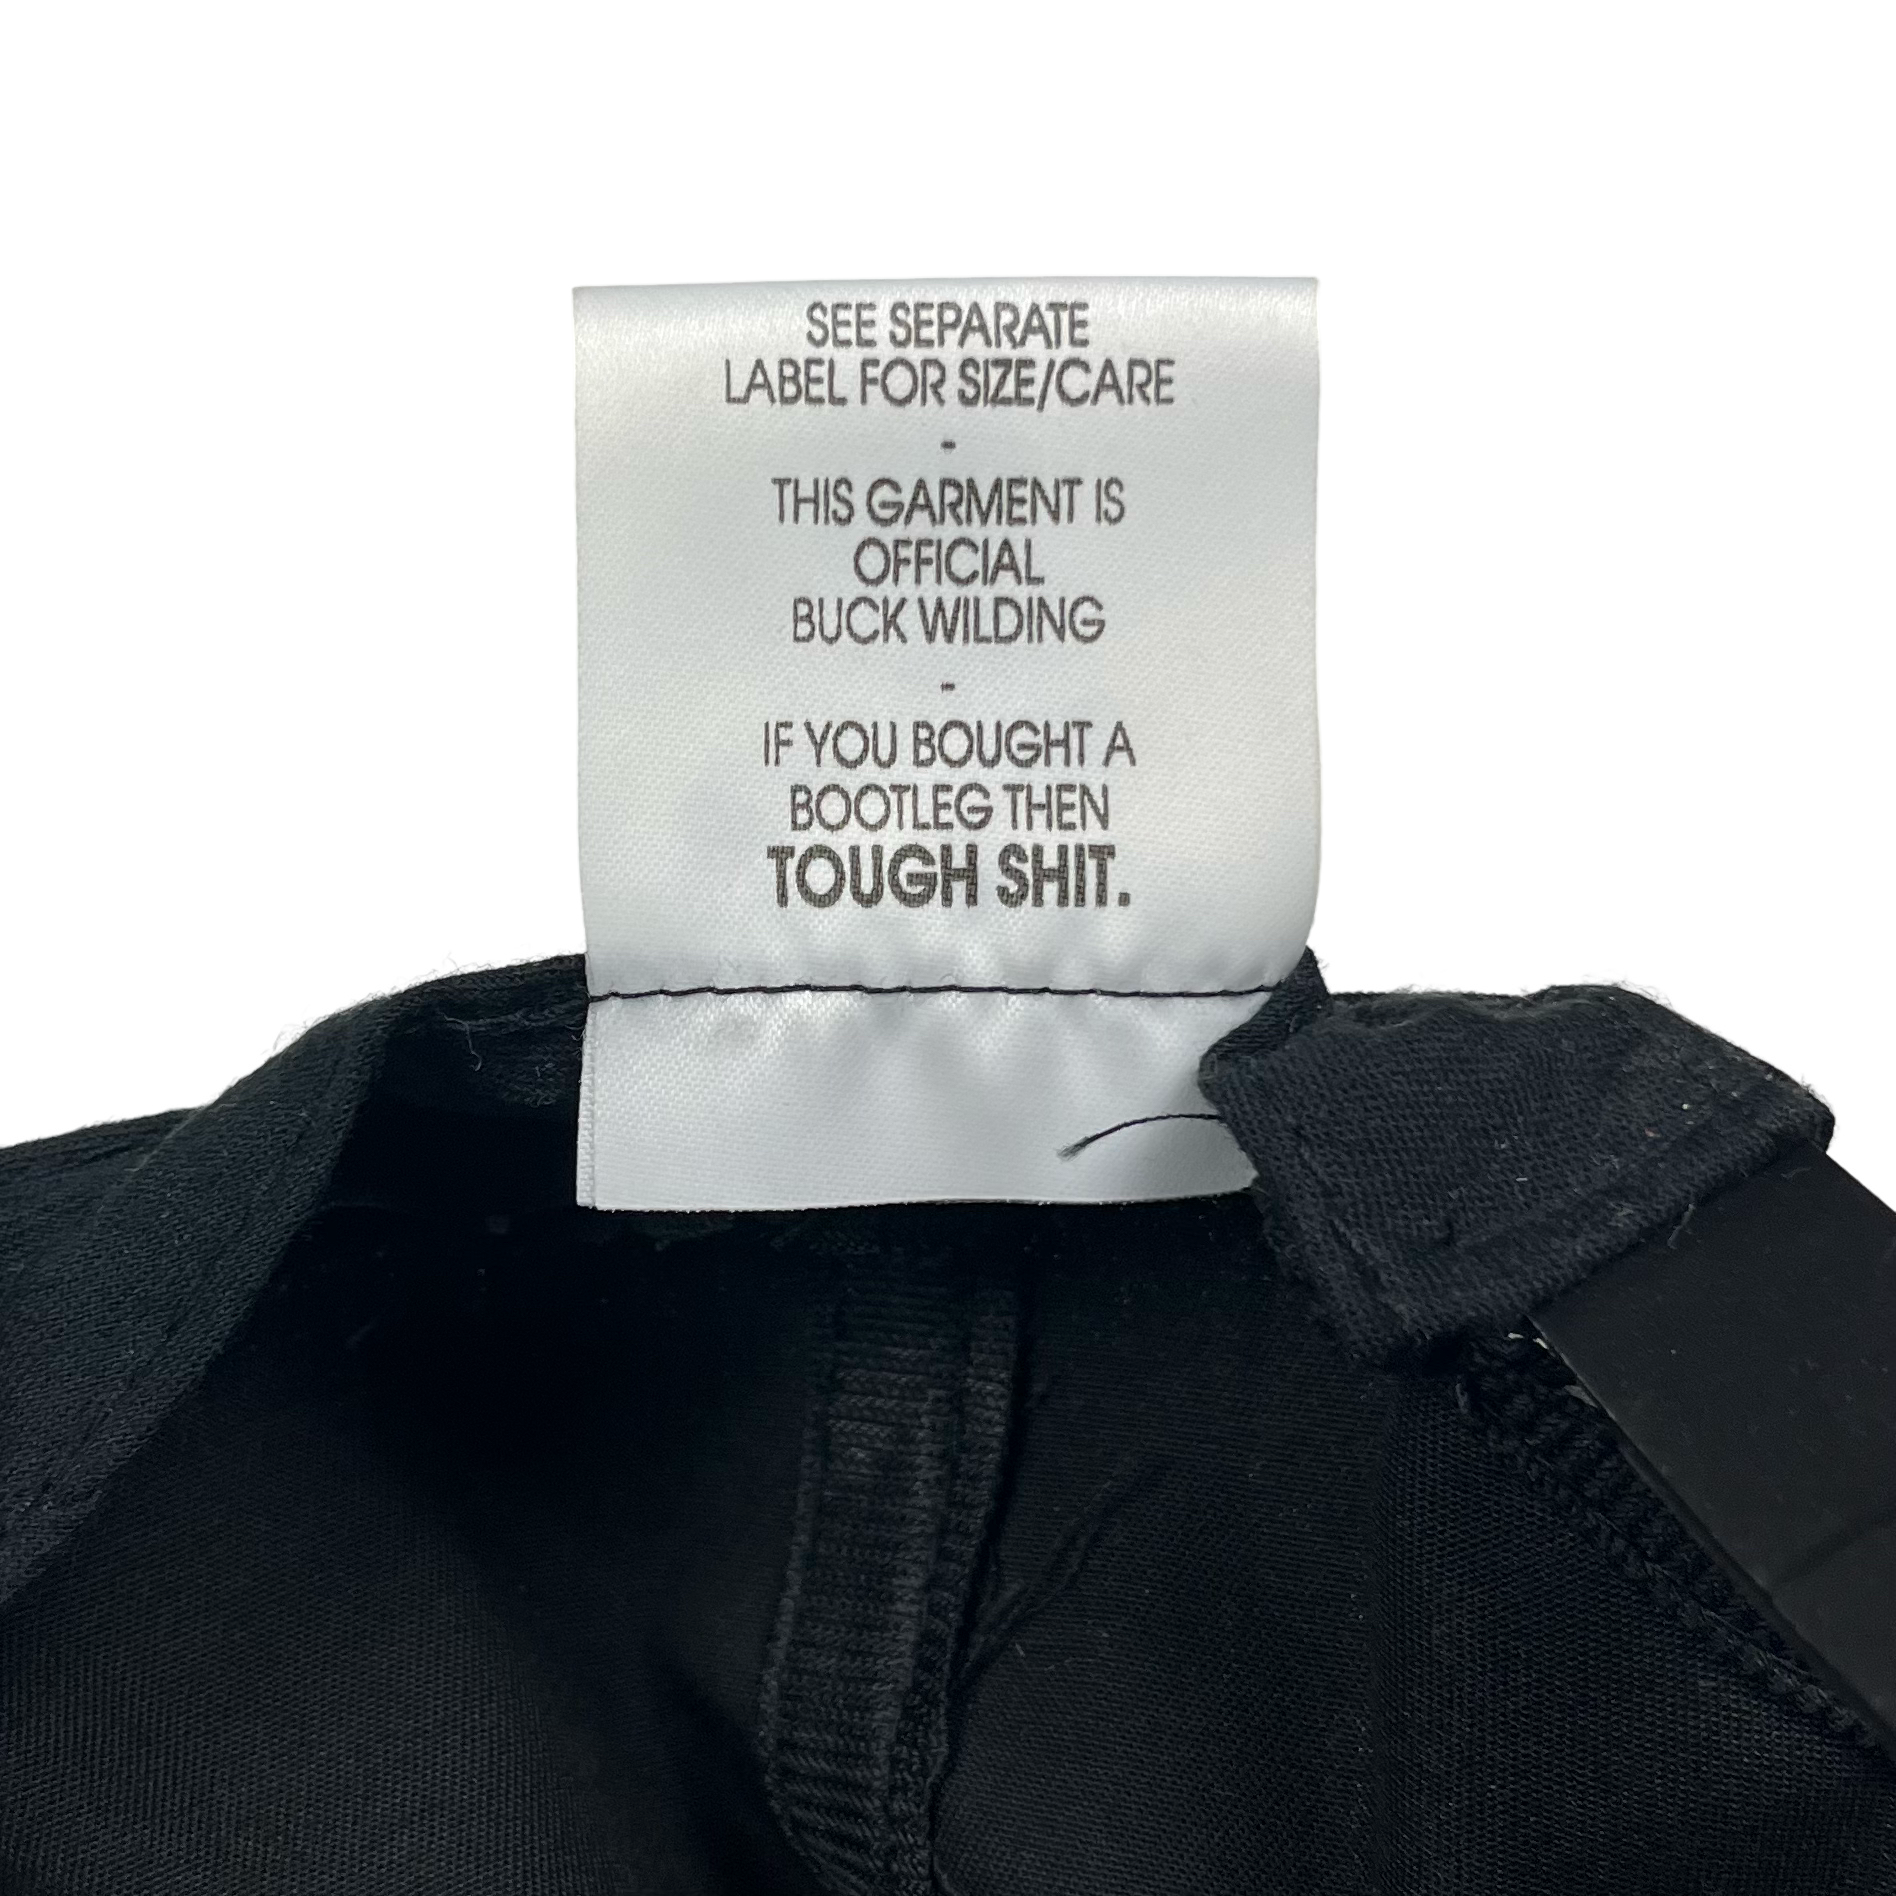 SEE SEPARATE
LABEL FOR SIZE/CARE
-
THIS GARMENT IS
OFFICIAL
BUCK WILDING
-
IF YOU BOUGHT A
BOOTLEG THEN
TOUGH SHIT.